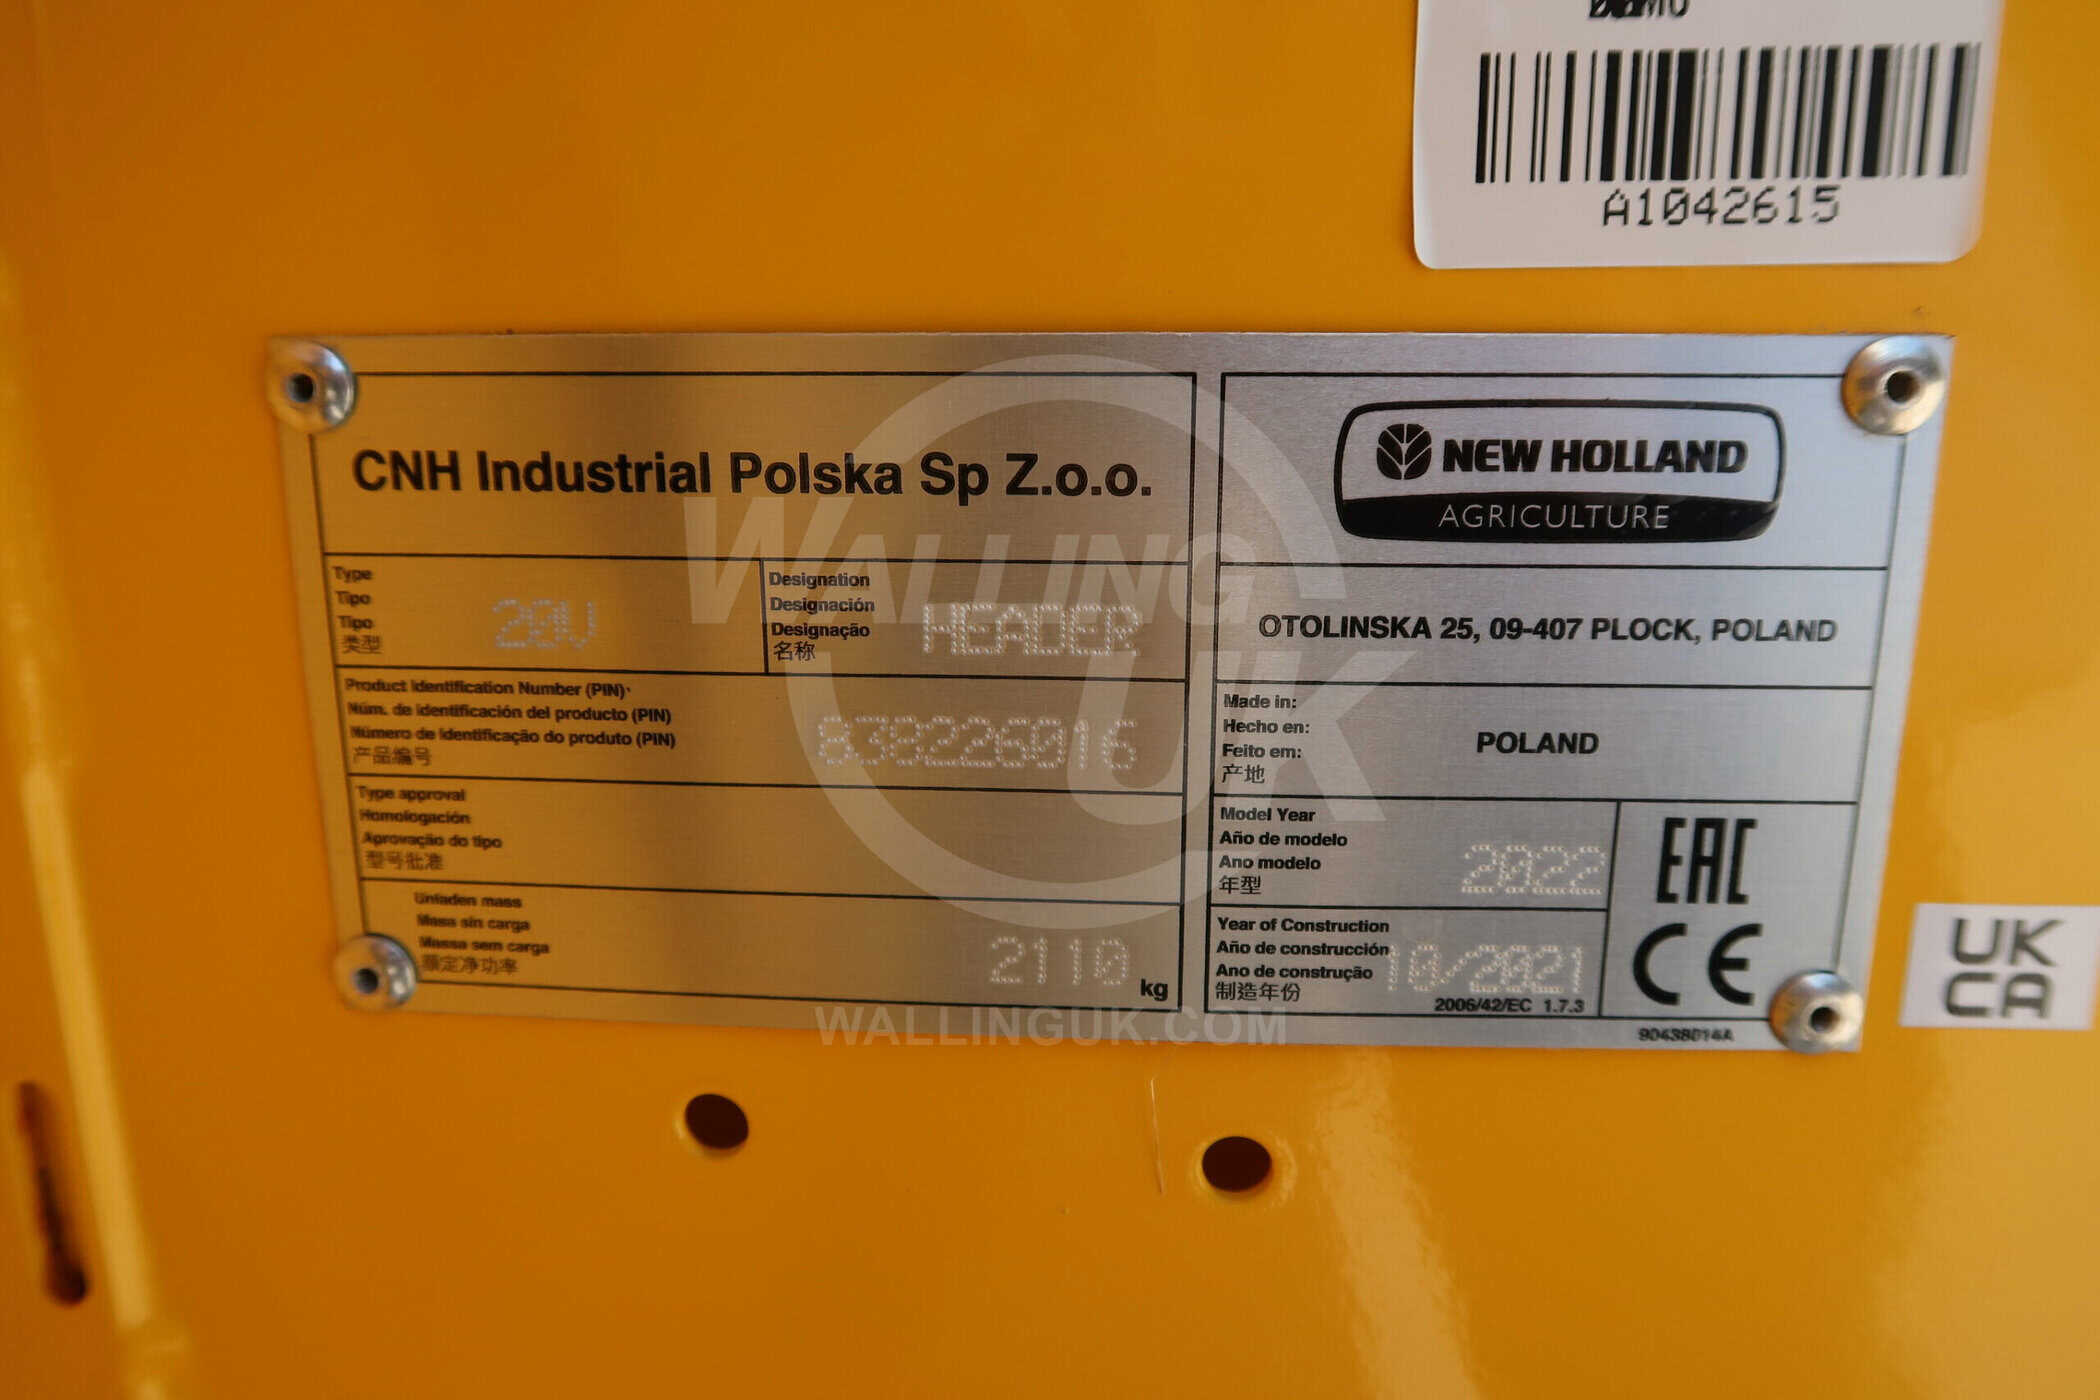 A1042615
CNH Industrial Polska Sp Z.o.o.
Type
Tipo
Tipo
类型
20V
Designation
Designación
Designação
名称
HEADER
Product Identification Number (PIN)
Núm. de identificación del producto (PIN)
Número de identificação do produto (PIN)
产品编号
838226016
Type approval
Homologación
Aprovação do tipo
型号批准
Unladen mass
Masa sin carga
Massa sem carga
额定净功率
2110
kg
NEW HOLLAND
AGRICULTURE
OTOLINSKA 25, 09-407 PLOCK, POLAND
Made in:
Hecho en:
Feito em:
产地
POLAND
Model Year
Año de modelo
Ano modelo
年型
2022
Year of Construction
Año de construcción
Ano de construção
制造年份
10/2021
2006/42/EC 1.7.3
EAC
CE
90438014A
UK
CA
WALLING
UK
WALLINGUK.COM